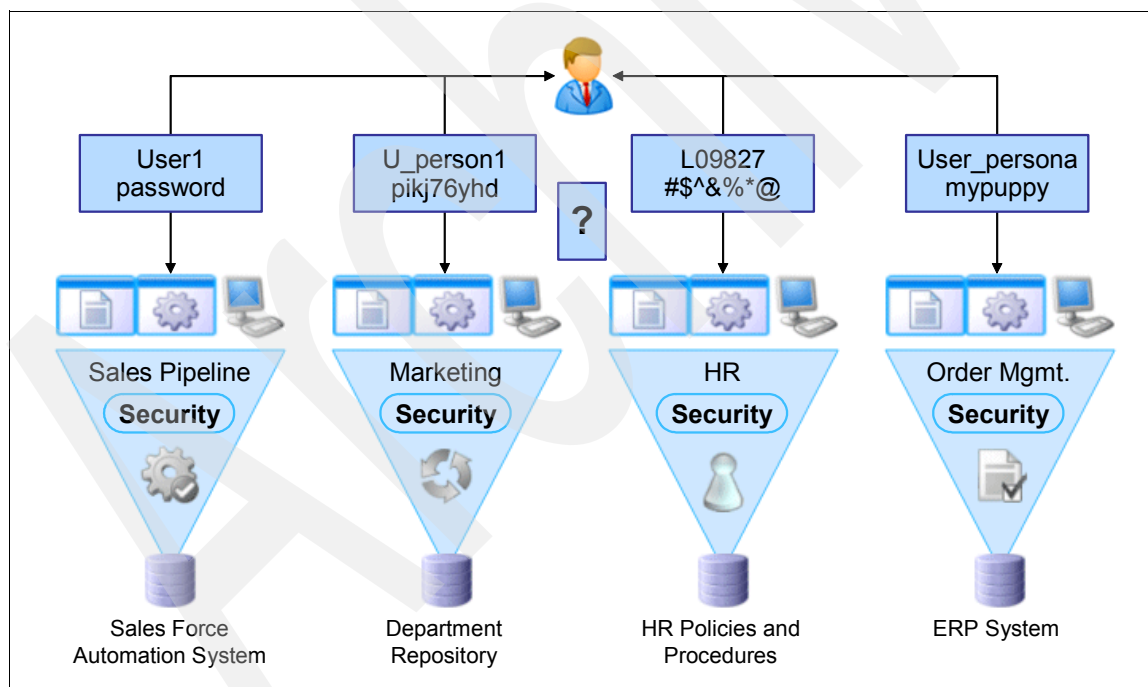 User1
password
U_person1
pikj76yhd
L09827
#$^&%*@
User_persona
mypuppy
?
Sales Pipeline
Security
Marketing
Security
HR
Security
Order Mgmt.
Security
Sales Force
Automation System
Department
Repository
HR Policies and
Procedures
ERP System